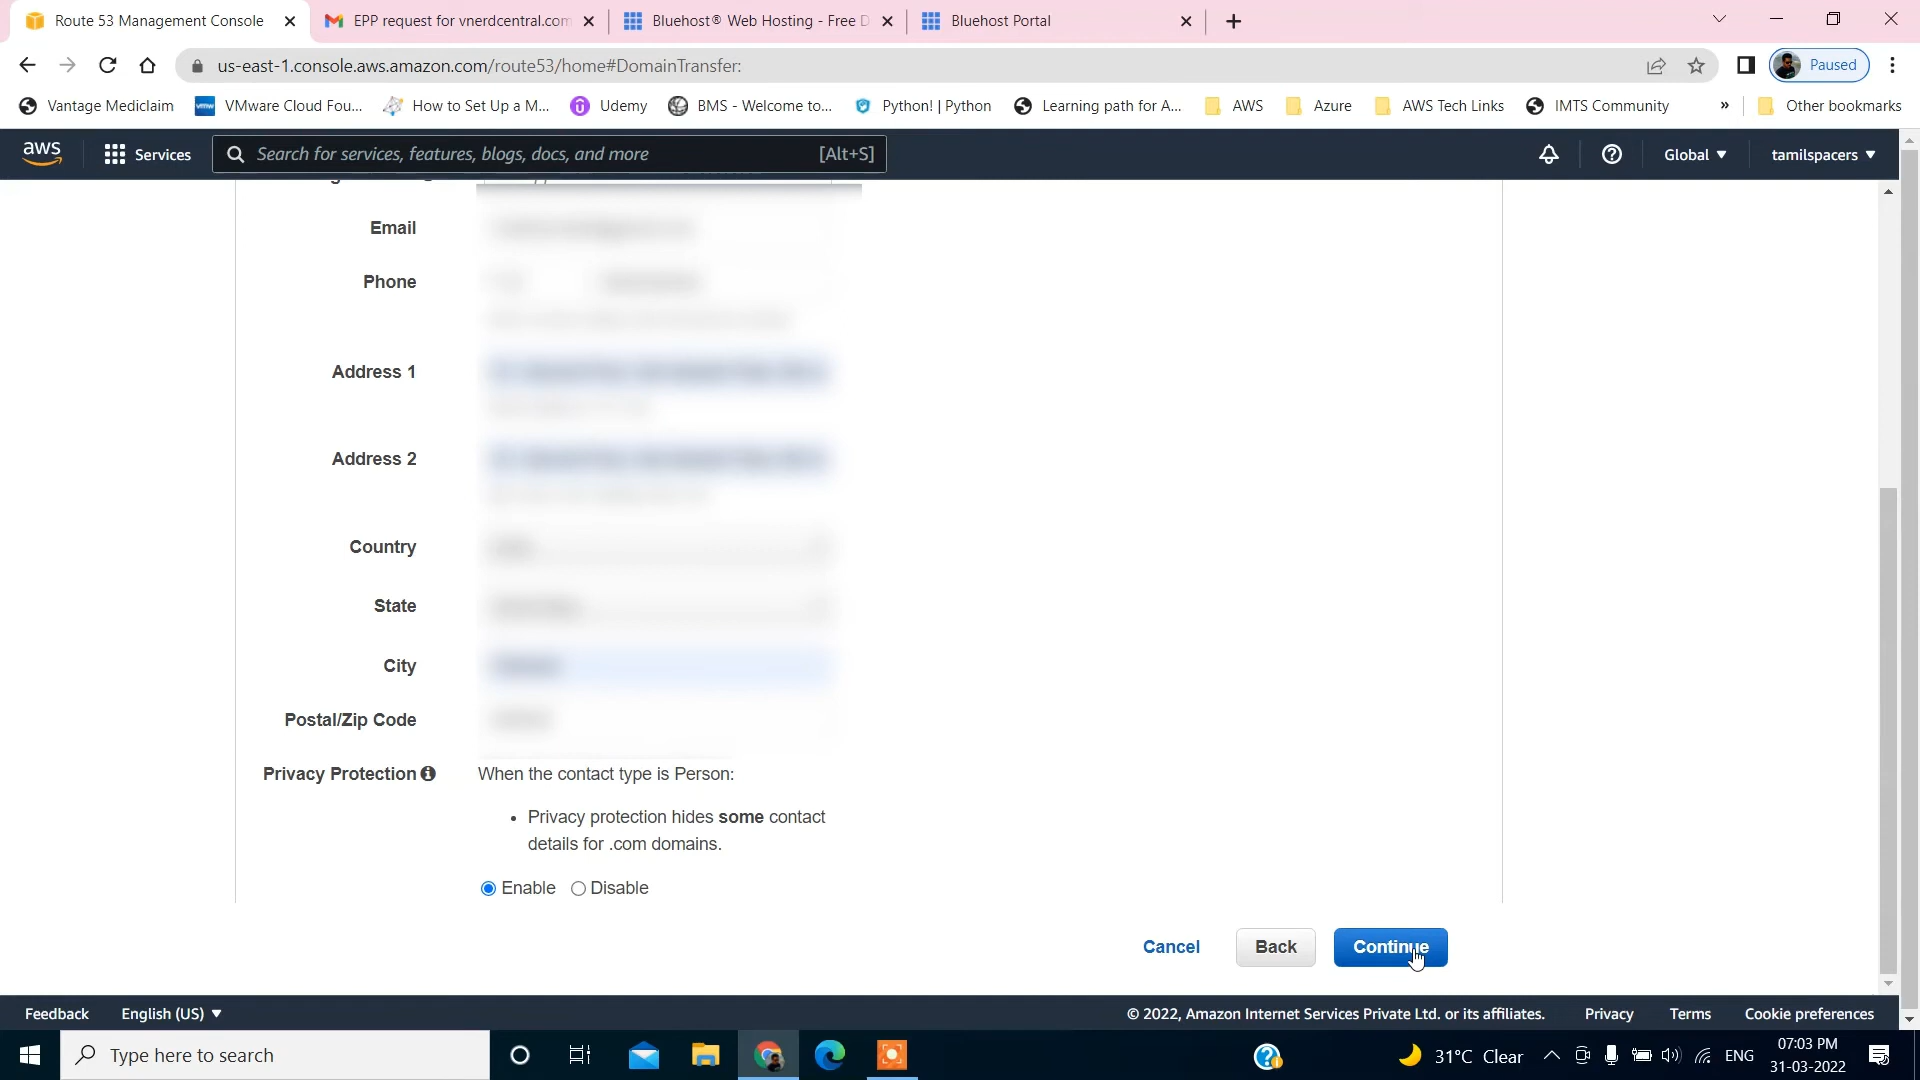 Route 53 Management Console
EPP request for vnerdcentral.com
Bluehost® Web Hosting - Free D
Bluehost Portal
us-east-1.console.aws.amazon.com/route53/home#DomainTransfer:
Paused
Vantage Mediclaim
VMware Cloud Fou...
How to Set Up a M...
Udemy
BMS - Welcome to...
Python! | Python
Learning path for A...
AWS
Azure
AWS Tech Links
IMTS Community
»
Other bookmarks
aws
Services
Search for services, features, blogs, docs, and more
[Alt+S]
Global
tamilspacers
Email
Phone
Address 1
Address 2
Country
State
City
Postal/Zip Code
Privacy Protection
When the contact type is Person:
• Privacy protection hides some contact
details for .com domains.
Enable
Disable
Cancel
Back
Continue
Feedback
English (US)
© 2022, Amazon Internet Services Private Ltd. or its affiliates.
Privacy
Terms
Cookie preferences
Type here to search
31°C Clear
ENG
07:03 PM
31-03-2022